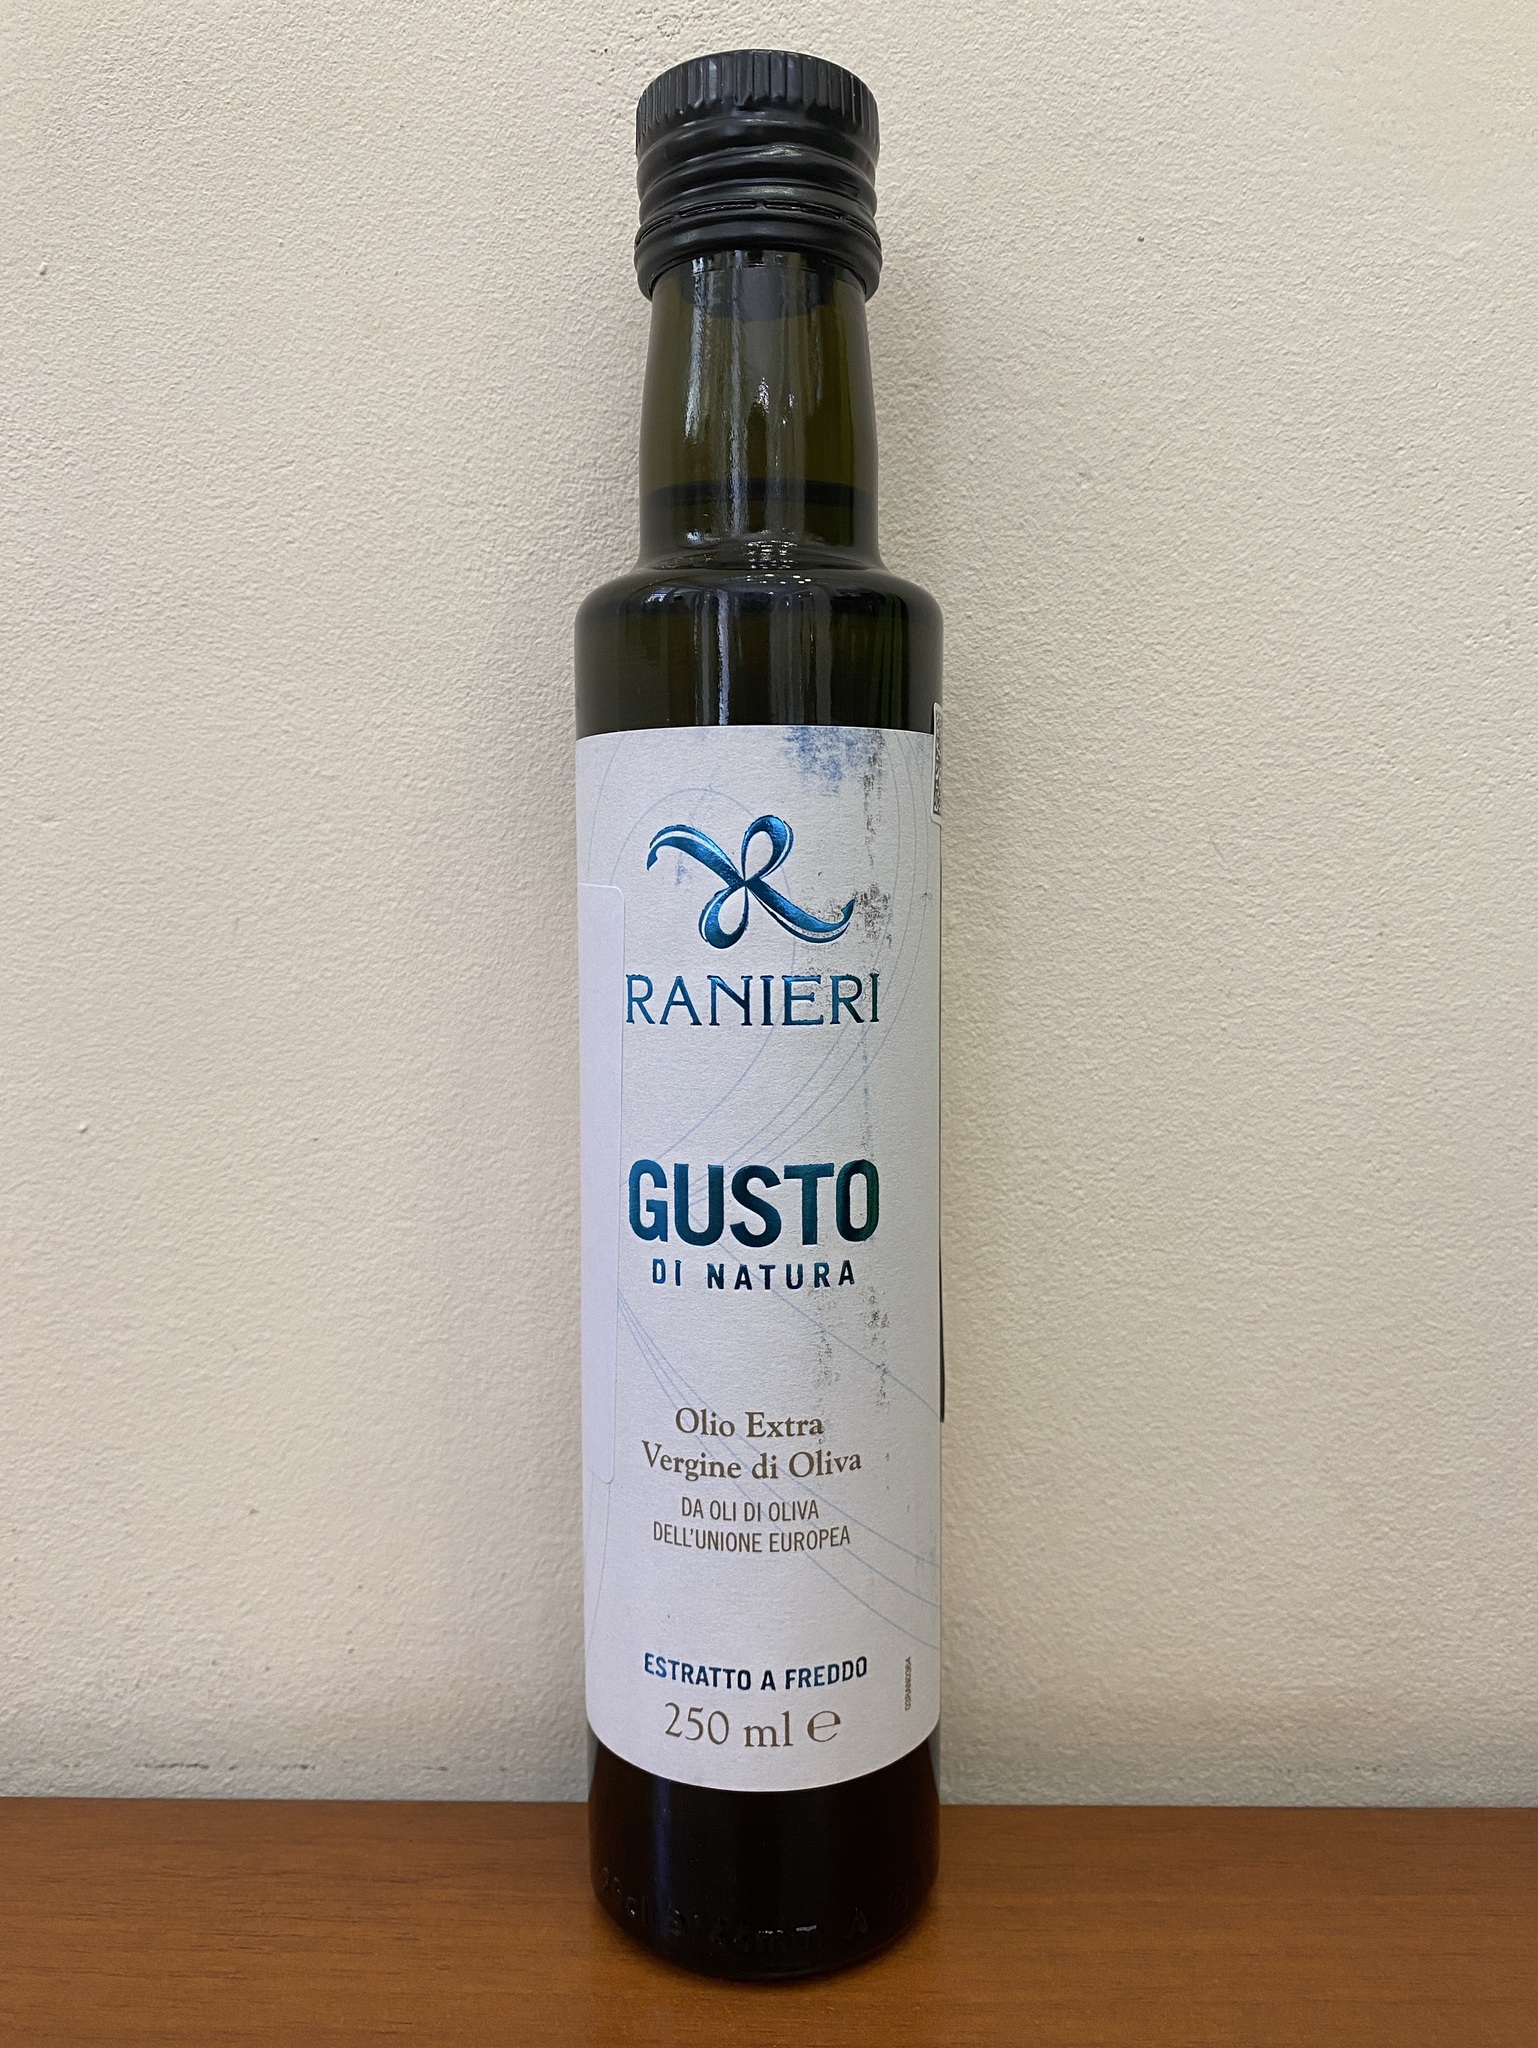 RANIERI
GUSTO
DI NATURA
Olio Extra
Vergine di Oliva
DA OLI DI OLIVA
DELL'UNIONE EUROPEA
ESTRATTO A FREDDO
250 ml ℮